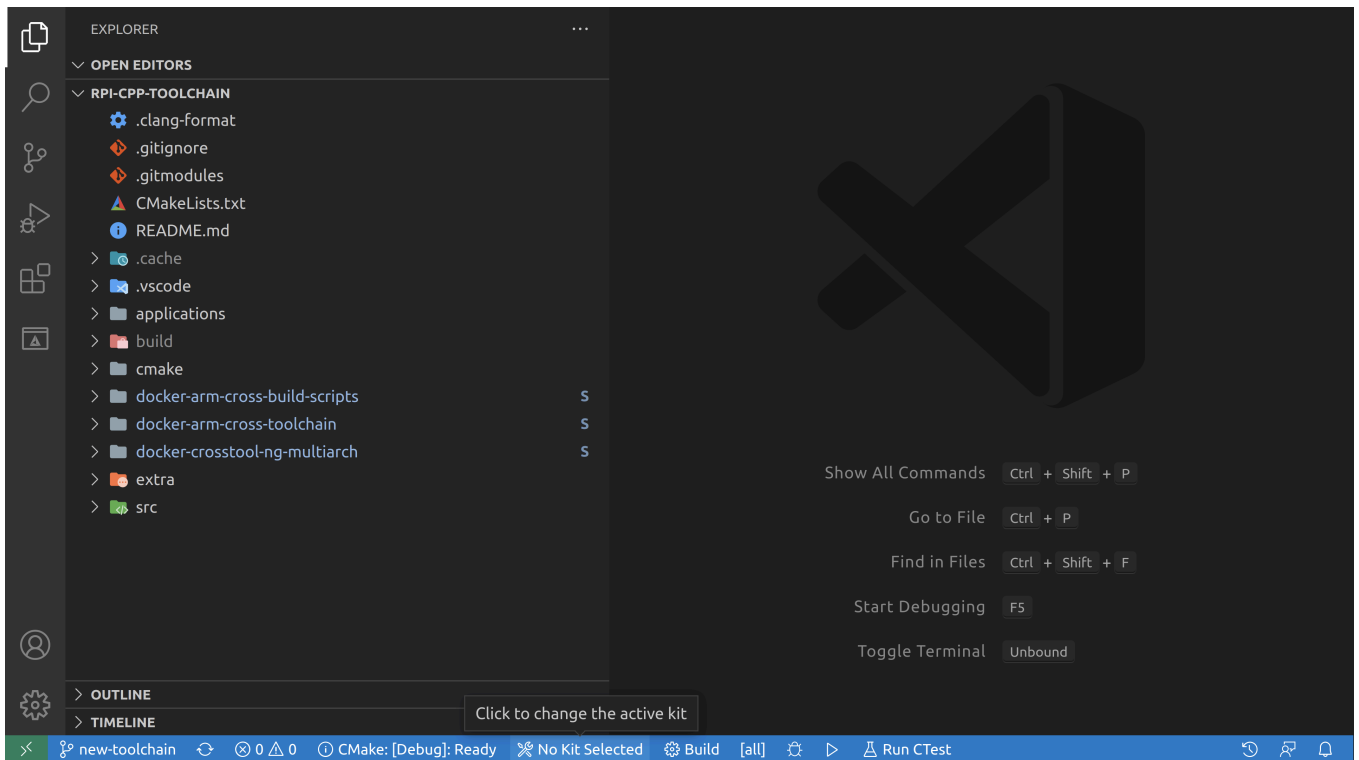 EXPLORER
OPEN EDITORS
RPI-CPP-TOOLCHAIN
.clang-format
.gitignore
.gitmodules
CMakeLists.txt
README.md
.cache
.vscode
applications
build
cmake
docker-arm-cross-build-scripts S
docker-arm-cross-toolchain S
docker-crosstool-ng-multiarch S
extra
src
OUTLINE
TIMELINE
Show All Commands Ctrl + Shift + P
Go to File Ctrl + P
Find in Files Ctrl + Shift + F
Start Debugging F5
Toggle Terminal Unbound
Click to change the active kit
new-toolchain 0 0 CMake: [Debug]: Ready No Kit Selected Build [all] Run CTest